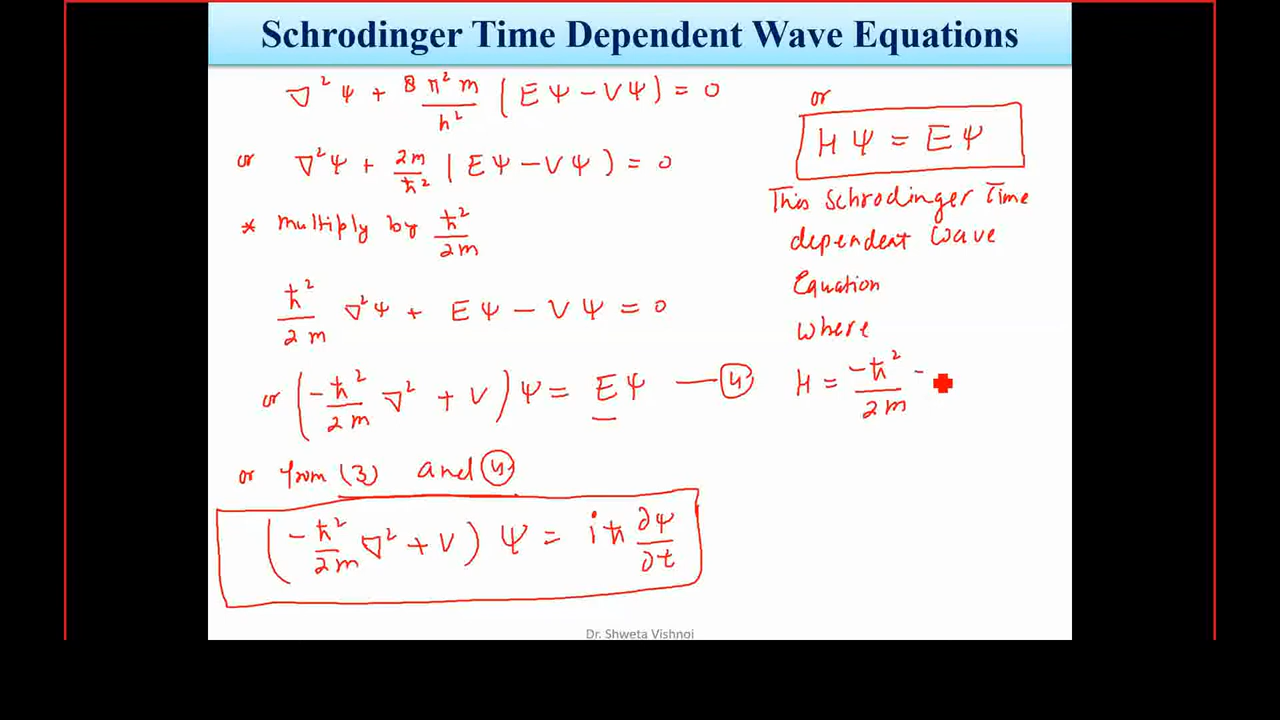 Schrodinger Time Dependent Wave Equations
∇²Ψ + 8π²m/h² (EΨ – VΨ) = 0
or ∇²Ψ + 2m/ħ² (EΨ – VΨ) = 0
* Multiply by ħ²/2m
ħ²/2m ∇²Ψ + EΨ – VΨ = 0
or (-ħ²/2m ∇² + V) Ψ = EΨ — (4)
or from (3) and (4)
(-ħ²/2m ∇² + V) Ψ = iħ ∂Ψ/∂t
or
HΨ = EΨ
This Schrodinger Time
dependent Wave
Equation
where
H = -ħ²/2m
Dr. Shweta Vishnoi